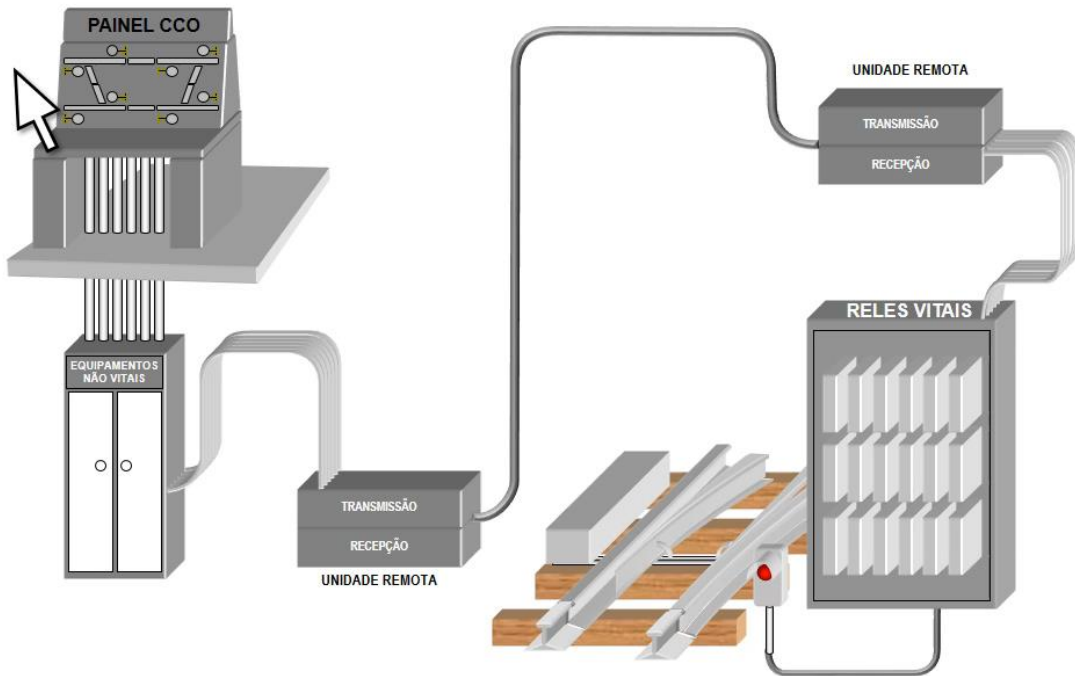 PAINEL CCO
UNIDADE REMOTA
TRANSMISSÃO
RECEPÇÃO
RELES VITAIS
EQUIPAMENTOS
NÃO VITAIS
TRANSMISSÃO
RECEPÇÃO
UNIDADE REMOTA